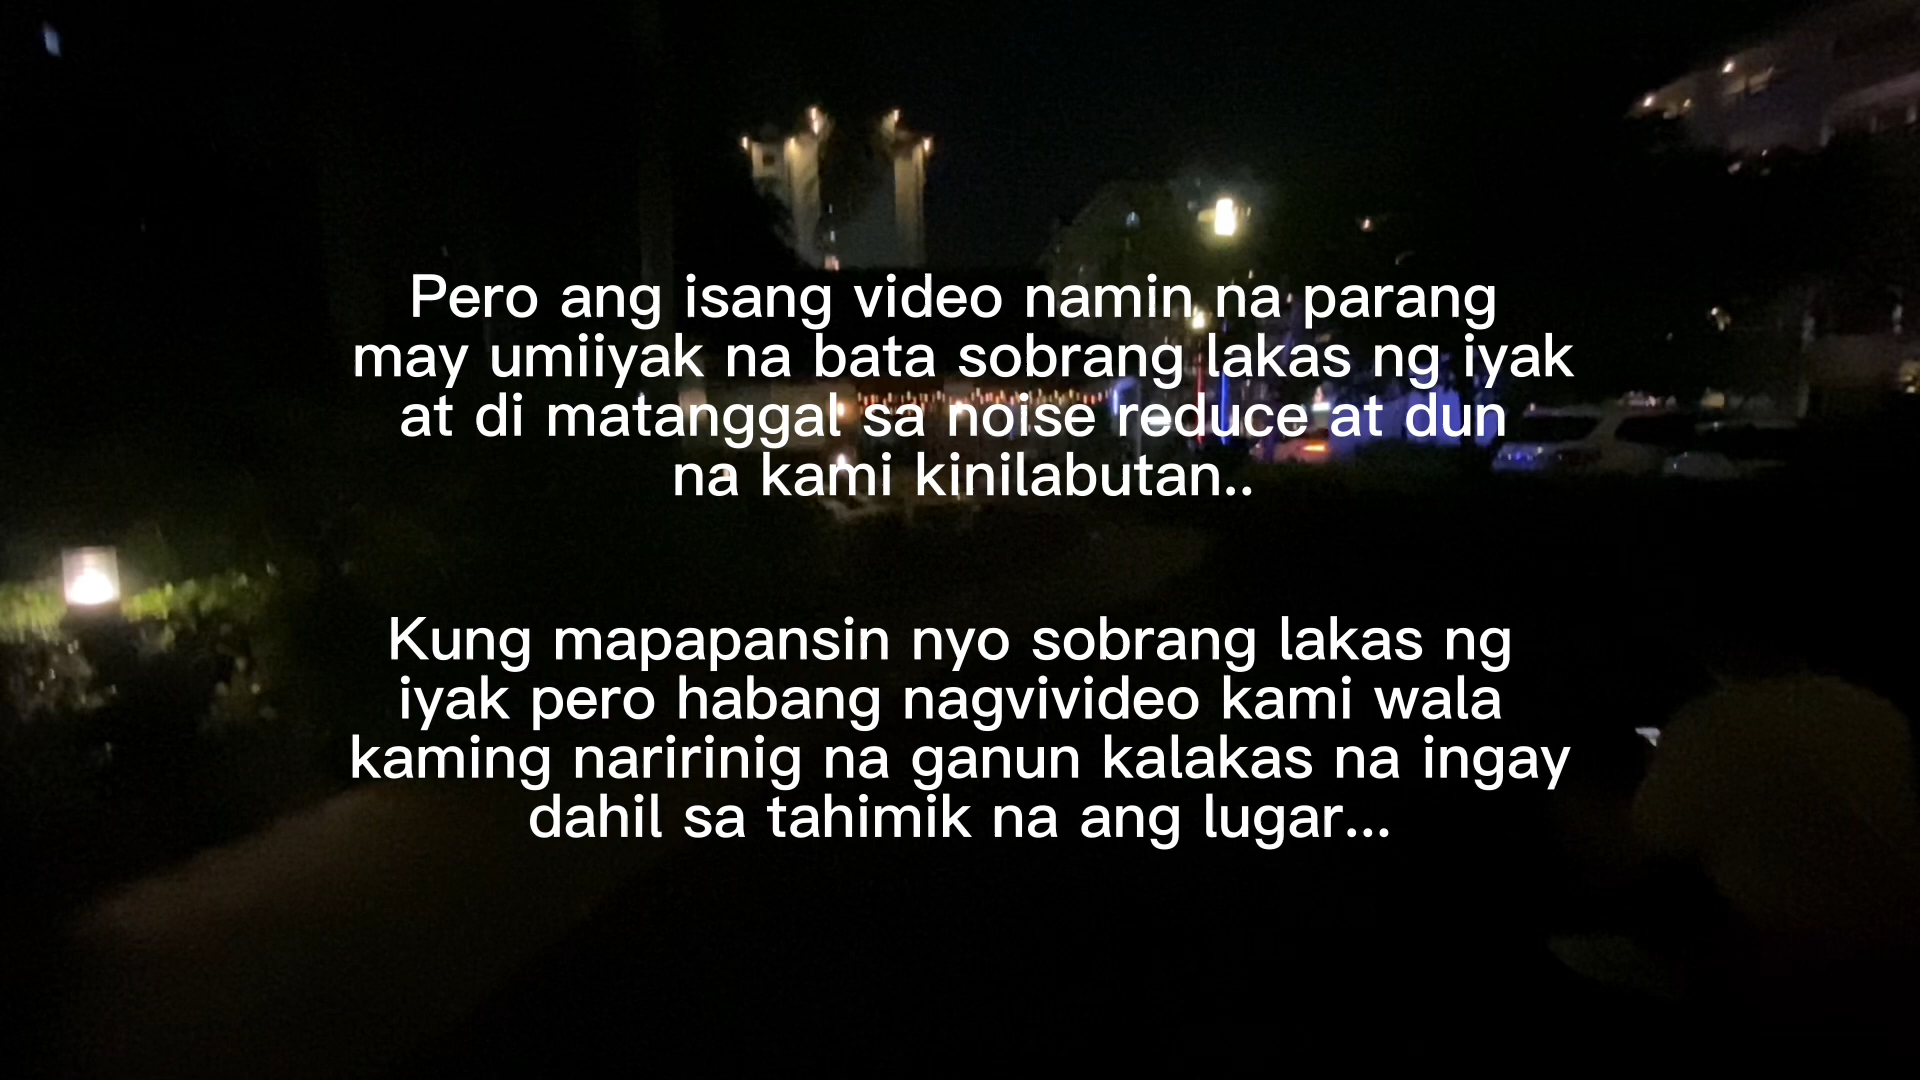 Pero ang isang video namin na parang
may umiiyak na bata sobrang lakas ng iyak
at di matanggal sa noise reduce at dun
na kami kinilabutan..
Kung mapapansin nyo sobrang lakas ng
iyak pero habang nagvivideo kami wala
kaming naririnig na ganun kalakas na ingay
dahil sa tahimik na ang lugar...